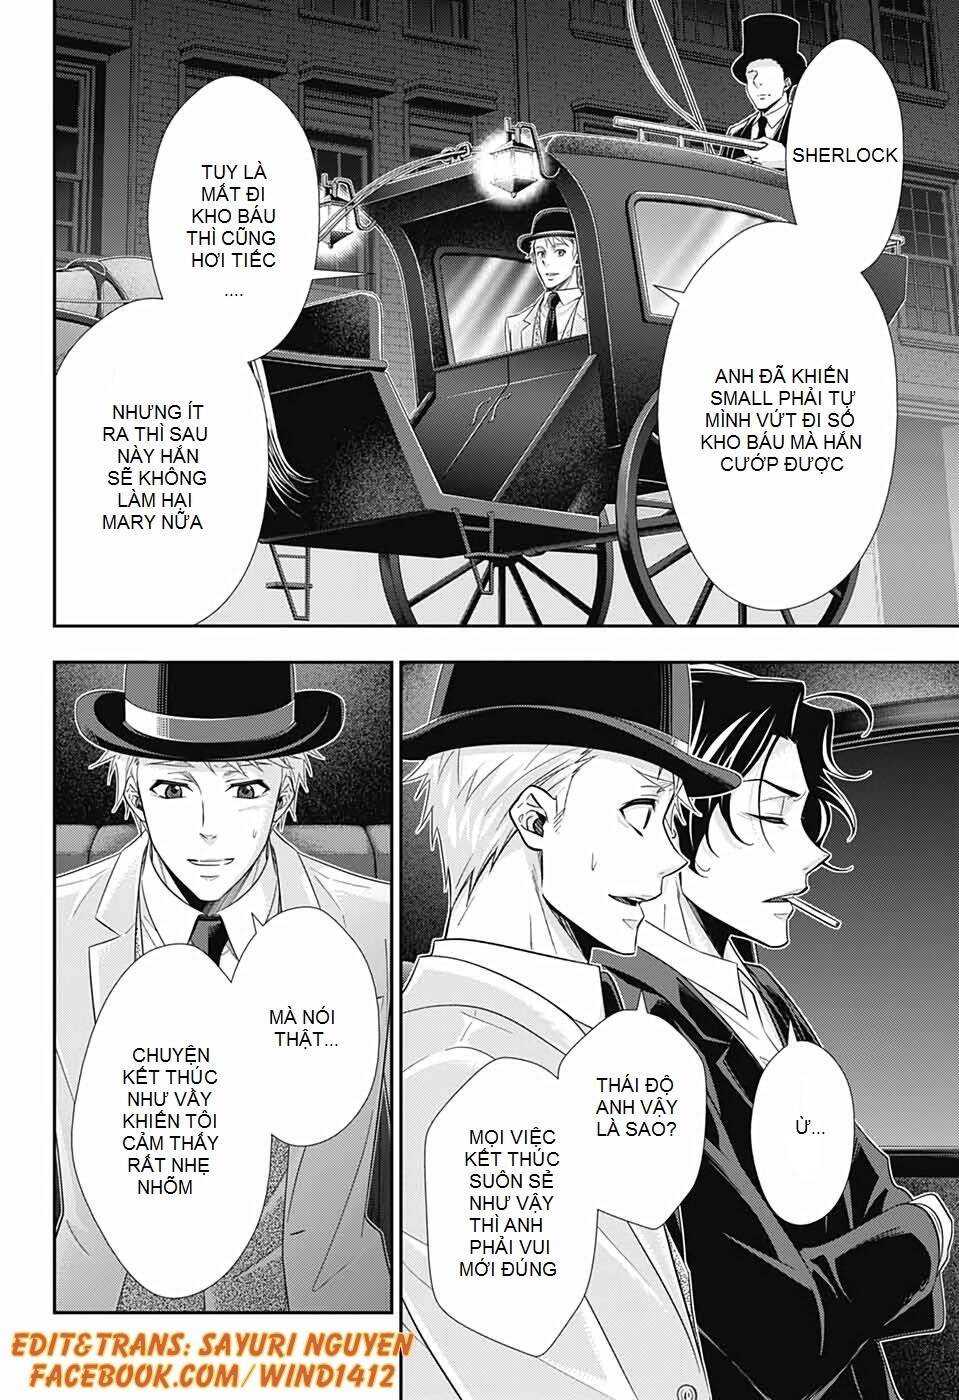 SHERLOCK
ANH ĐÃ KHIẾN
SMALL PHẢI TỰ
MÌNH VỨT ĐI SỐ
KHO BÁU MÀ HẮN
CƯỚP ĐƯỢC
TUY LÀ
MẤT ĐI
KHO BÁU
THÌ CŨNG
HƠI TIẾC
....
NHƯNG ÍT
RA THÌ SAU
NÀY HẮN
SẼ KHÔNG
LÀM HẠI
MARY NỮA
Ừ...
THÁI ĐỘ
ANH VẬY
LÀ SAO?
MỌI VIỆC
KẾT THÚC
SUÔN SẺ
NHƯ VẬY
THÌ ANH
PHẢI VUI
MỚI ĐÚNG
MÀ NÓI
THẬT...
CHUYỆN
KẾT THÚC
NHƯ VẦY
KHIẾN TÔI
CẢM THẤY
RẤT NHẸ
NHÕM
EDIT&TRANS: SAYURI NGUYEN
FACEBOOK.COM/WIND1412